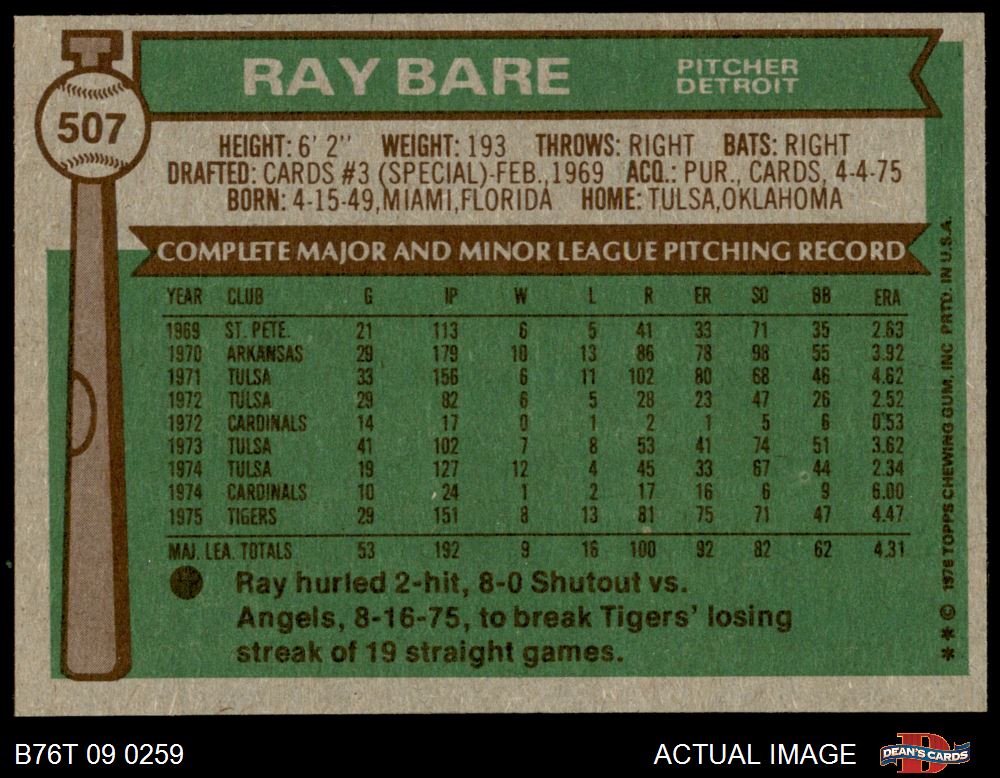 T
507
RAY BARE
PITCHER
DETROIT
HEIGHT: 6' 2" WEIGHT: 193 THROWS: RIGHT BATS: RIGHT
DRAFTED: CARDS #3 (SPECIAL)-FEB., 1969 ACQ.: PUR., CARDS, 4-4-75
BORN: 4-15-49, MIAMI, FLORIDA HOME: TULSA, OKLAHOMA
COMPLETE MAJOR AND MINOR LEAGUE PITCHING RECORD
YEAR CLUB G IP W L R ER SO BB ERA
1969 ST. PETE. 21 113 6 5 41 33 71 35 2.63
1970 ARKANSAS 29 179 10 13 86 78 98 55 3.92
1971 TULSA 33 156 6 11 102 80 68 46 4.62
1972 TULSA 29 82 6 5 28 23 47 26 2.52
1972 CARDINALS 14 17 0 1 2 1 5 6 0.53
1973 TULSA 41 102 7 8 53 41 74 51 3.62
1974 TULSA 19 127 12 4 45 33 67 44 2.34
1974 CARDINALS 10 24 1 2 17 16 6 9 6.00
1975 TIGERS 29 151 8 13 81 75 71 47 4.47
MAJ. LEA. TOTALS 53 192 9 16 100 92 82 62 4.31
Ray hurled 2-hit, 8-0 Shutout vs.
Angels, 8-16-75, to break Tigers' losing
streak of 19 straight games.
* * © 1976 TOPPS CHEWING GUM, INC PRTD. IN U.S.A.
B76T 09 0259
ACTUAL IMAGE
D
DEAN'S CARDS